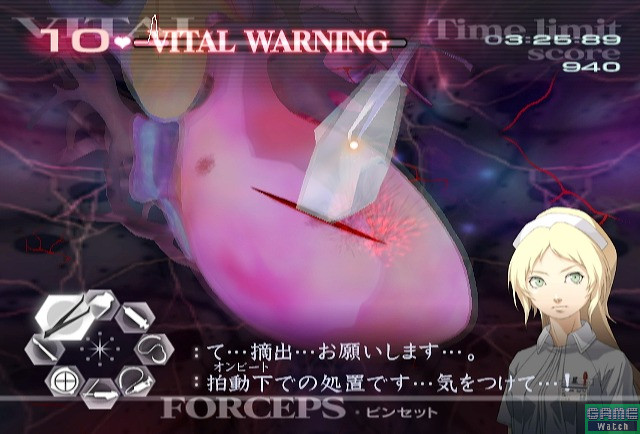 VITAL
10 VITAL WARNING
Time limit
03:25:89
score
940
:て…摘出…お願いします…。
オンビート
:拍動下での処置です…気をつけて…!
FORCEPS・ピンセット
GAME
Watch